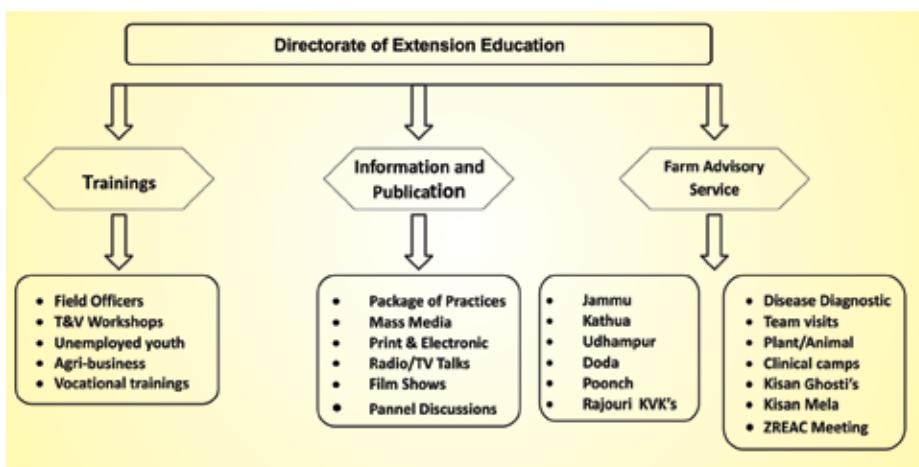 Directorate of Extension Education
Trainings
Information and
Publication
Farm Advisory
Service
• Field Officers
• T&V Workshops
• Unemployed youth
• Agri-business
• Vocational trainings
• Package of Practices
• Mass Media
• Print & Electronic
• Radio/TV Talks
• Film Shows
• Pannel Discussions
• Jammu
• Kathua
• Udhampur
• Doda
• Poonch
• Rajouri KVK's
• Disease Diagnostic
• Team visits
• Plant/Animal
• Clinical camps
• Kisan Ghosti's
• Kisan Mela
• ZREAC Meeting